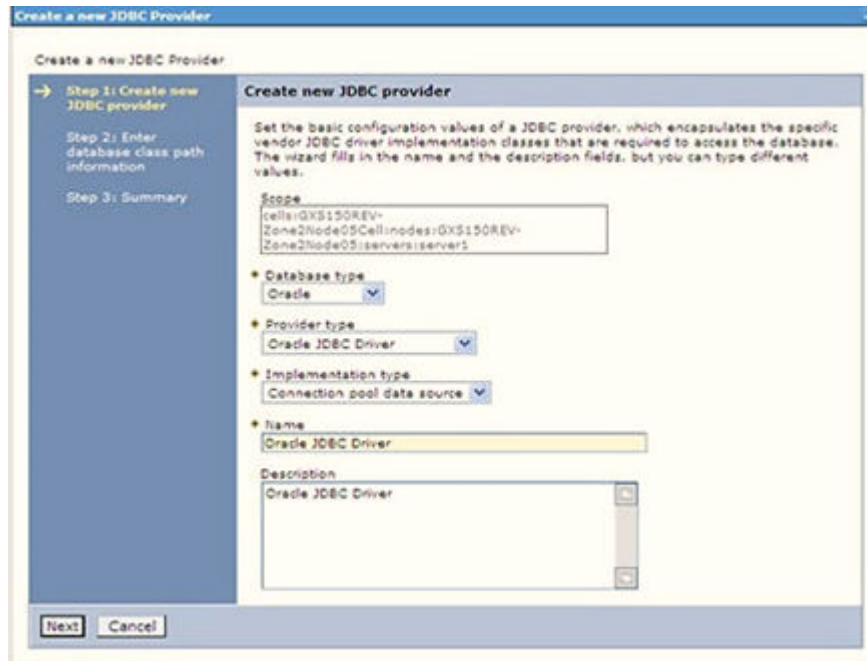 Create a new JDBC Provider
Create a new JDBC Provider
Step 1: Create new
JDBC provider
Step 2: Enter
database class path
information
Step 3: Summary
Create new JDBC provider
Set the basic configuration values of a JDBC provider, which encapsulates the specific
vendor JDBC driver implementation classes that are required to access the database.
The wizard fills in the name and the description fields, but you can type different
values.
Scope
cells:GXS150REV-
Zone2Node05Cell:nodes:GXS150REV-
Zone2Node05:servers:server1
* Database type
Oracle
* Provider type
Oracle JDBC Driver
* Implementation type
Connection pool data source
* Name
Oracle JDBC Driver
Description
Oracle JDBC Driver
Next Cancel